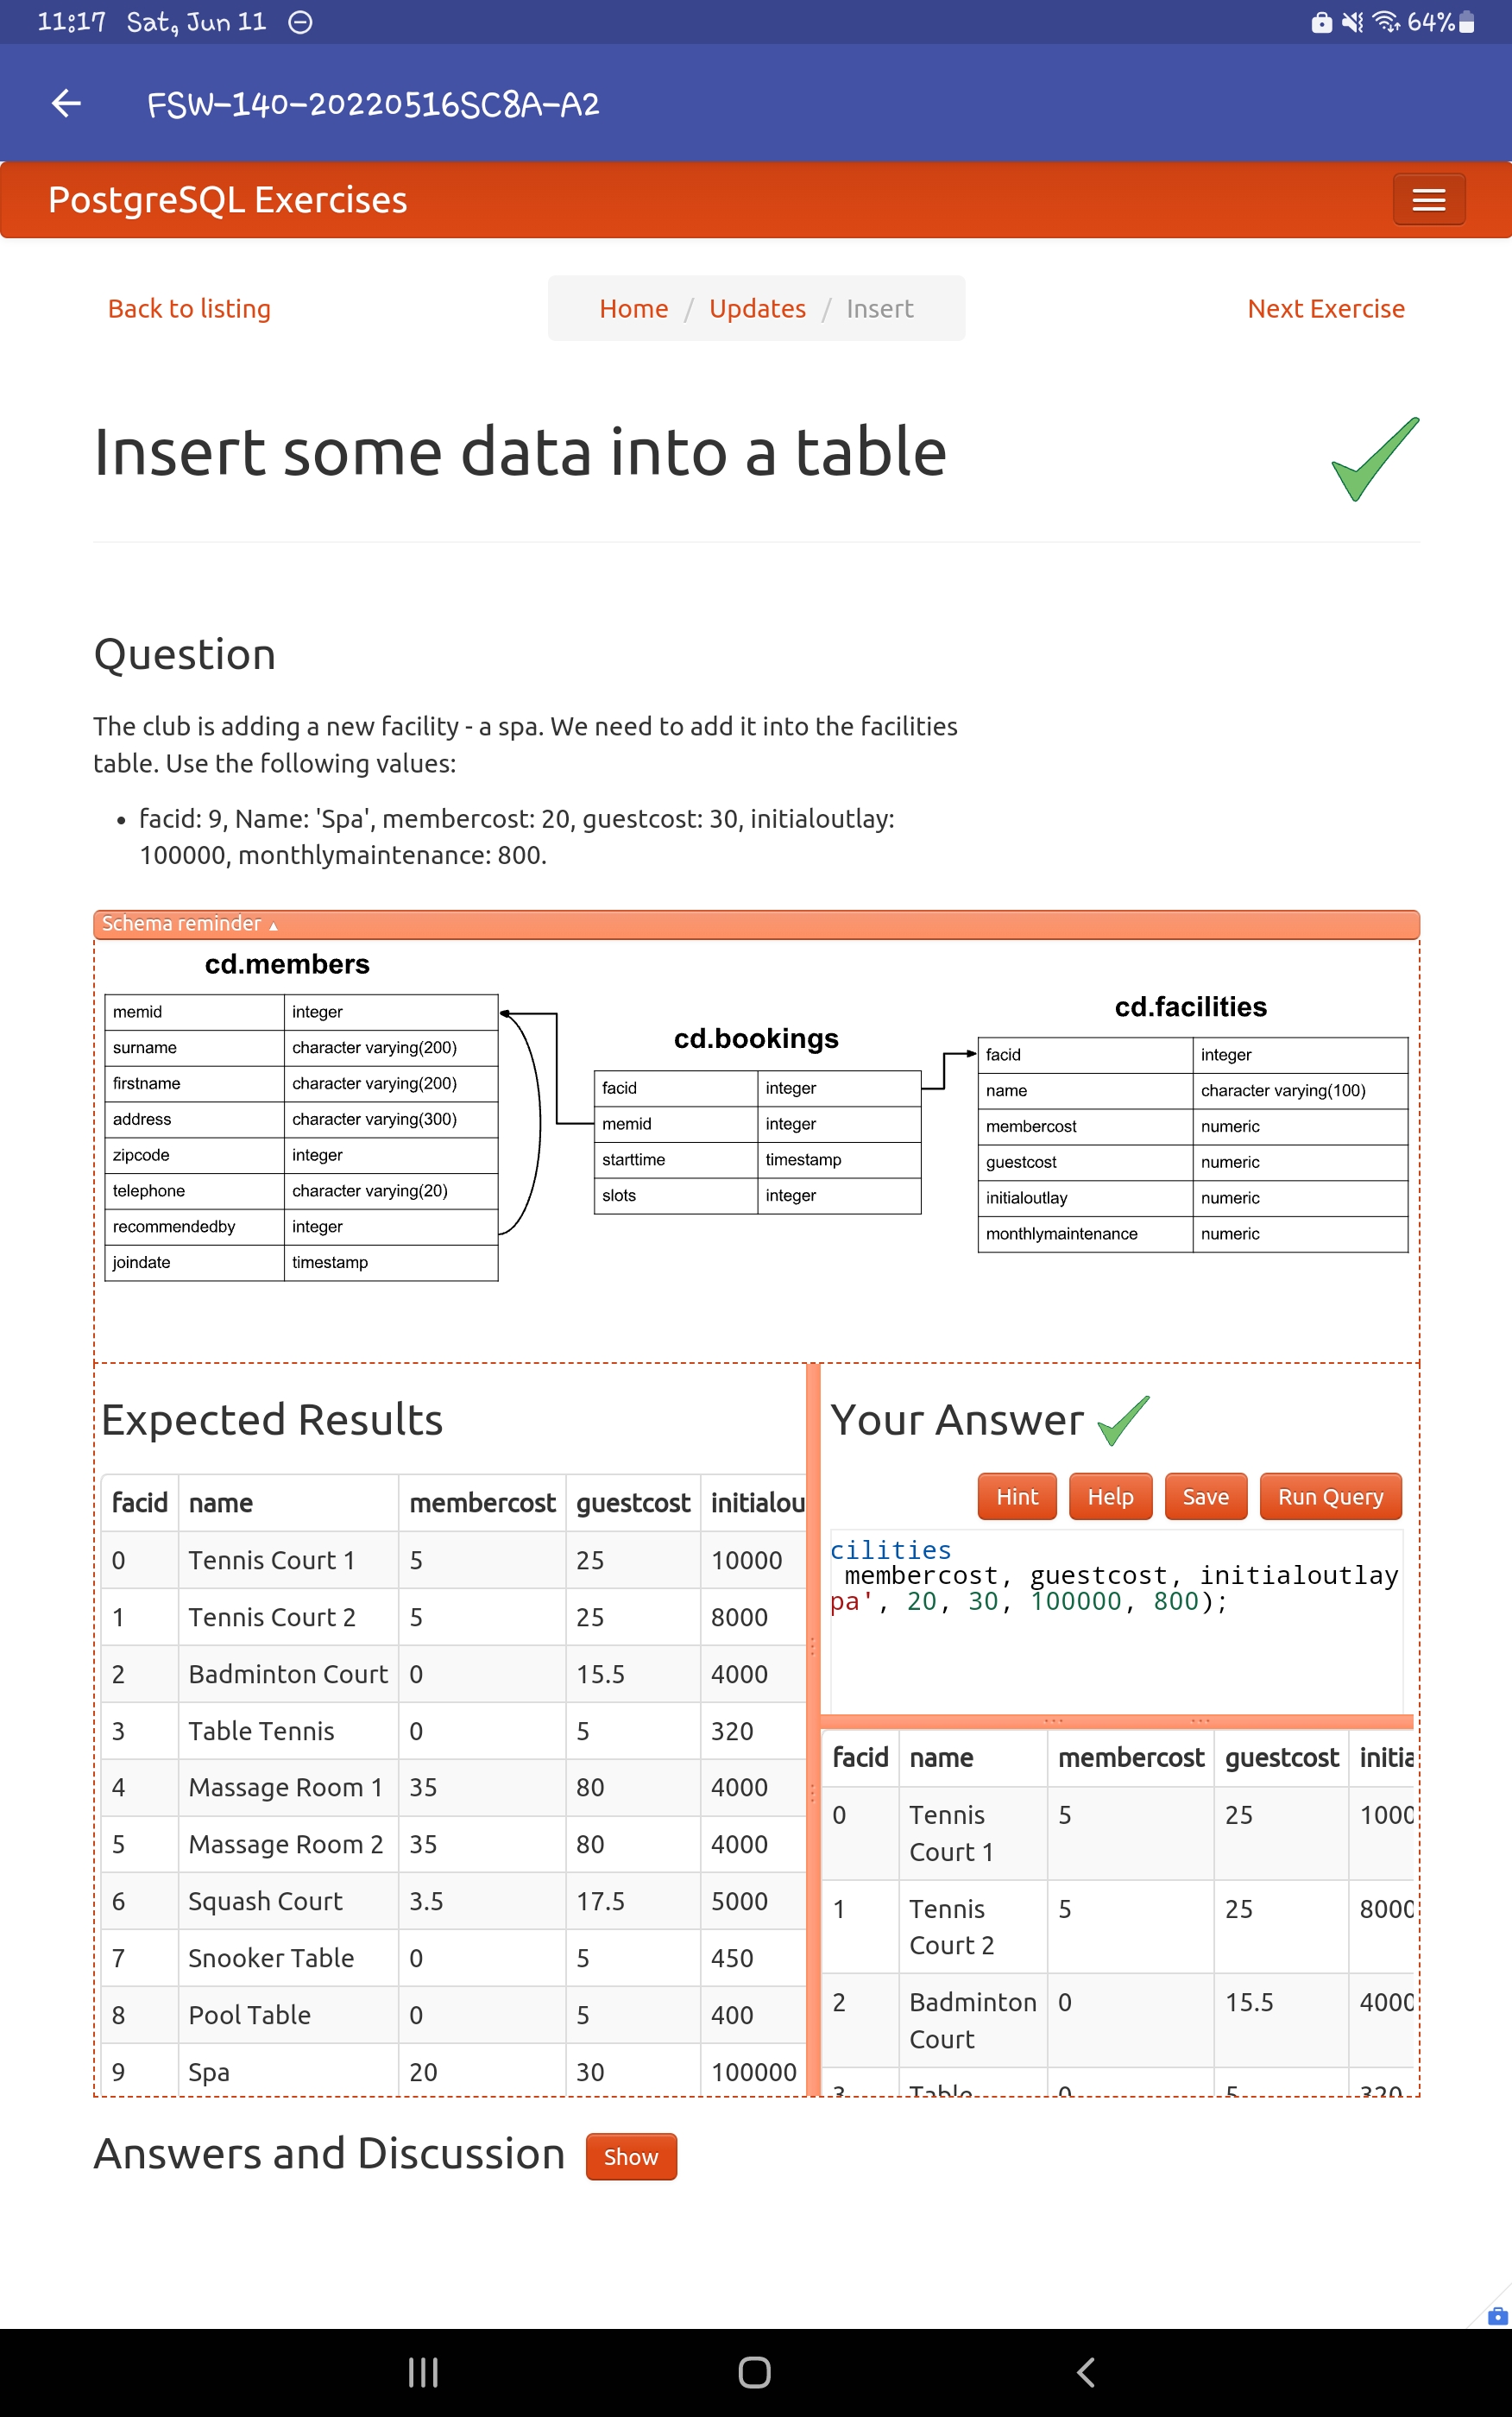 11:17 Sat, Jun 11
64%
FSW-140-20220516SC8A-A2
PostgreSQL Exercises
Back to listing
Home / Updates / Insert
Next Exercise
Insert some data into a table
Question
The club is adding a new facility - a spa. We need to add it into the facilities
table. Use the following values:
• facid: 9, Name: 'Spa', membercost: 20, guestcost: 30, initialoutlay:
100000, monthlymaintenance: 800.
Schema reminder ▲
cd.members
memid integer
surname character varying(200)
firstname character varying(200)
address character varying(300)
zipcode integer
telephone character varying(20)
recommendedby integer
joindate timestamp
cd.bookings
facid integer
memid integer
starttime timestamp
slots integer
cd.facilities
facid integer
name character varying(100)
membercost numeric
guestcost numeric
initialoutlay numeric
monthlymaintenance numeric
Expected Results
facid name membercost guestcost initialou
0 Tennis Court 1 5 25 10000
1 Tennis Court 2 5 25 8000
2 Badminton Court 0 15.5 4000
3 Table Tennis 0 5 320
4 Massage Room 1 35 80 4000
5 Massage Room 2 35 80 4000
6 Squash Court 3.5 17.5 5000
7 Snooker Table 0 5 450
8 Pool Table 0 5 400
9 Spa 20 30 100000
Your Answer
Hint Help Save Run Query
cilities
membercost, guestcost, initialoutlay
pa', 20, 30, 100000, 800);
facid name membercost guestcost initia
0 Tennis Court 1 5 25 1000
1 Tennis Court 2 5 25 8000
2 Badminton Court 0 15.5 4000
3 Table 0 5 320
Answers and Discussion Show